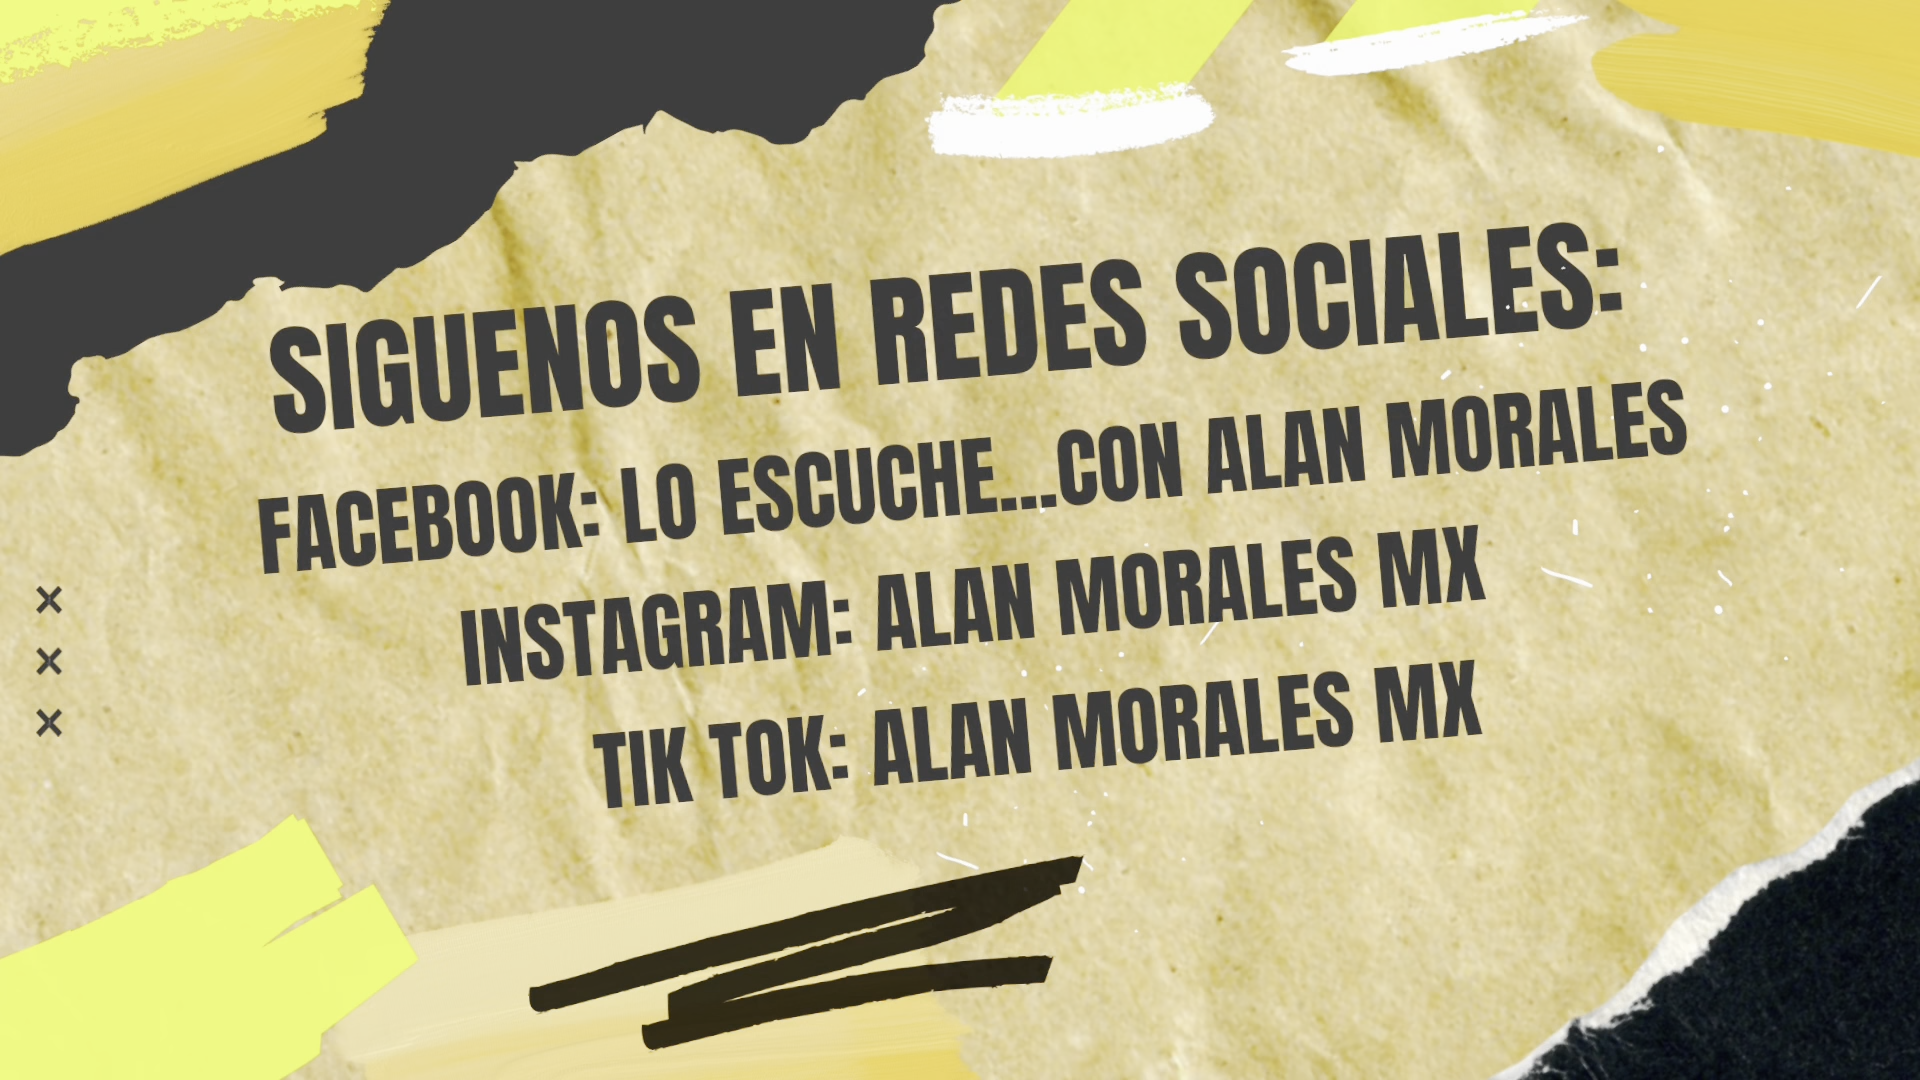 SIGUENOS EN REDES SOCIALES:
FACEBOOK: LO ESCUCHE...CON ALAN MORALES
INSTAGRAM: ALAN MORALES MX
TIK TOK: ALAN MORALES MX